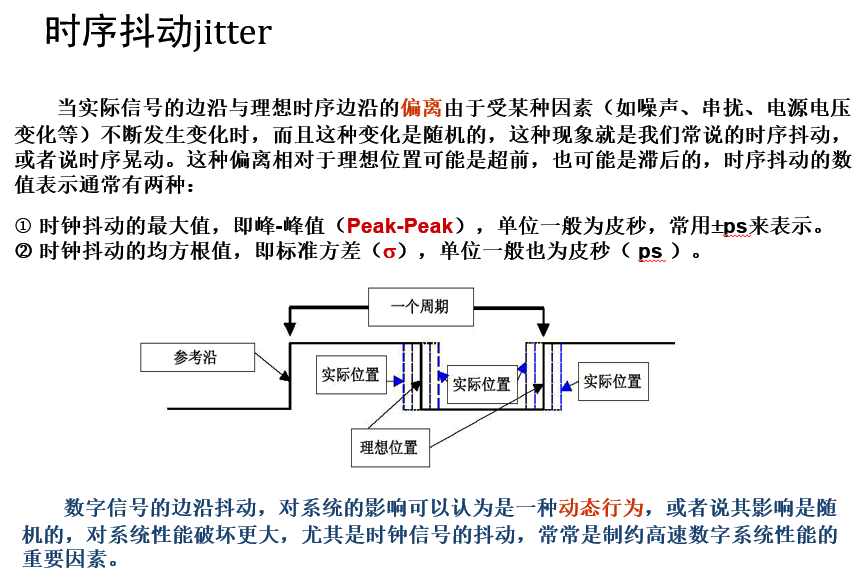 时序抖动jitter
当实际信号的边沿与理想时序边沿的偏离由于受某种因素（如噪声、串扰、电源电压
变化等）不断发生变化时，而且这种变化是随机的，这种现象就是我们常说的时序抖动，
或者说时序晃动。这种偏离相对于理想位置可能是超前，也可能是滞后的，时序抖动的数
值表示通常有两种：
① 时钟抖动的最大值，即峰-峰值（Peak-Peak），单位一般为皮秒，常用±ps来表示。
② 时钟抖动的均方根值，即标准方差（σ），单位一般也为皮秒（ ps ）。
一个周期
参考沿
实际位置
实际位置
实际位置
理想位置
数字信号的边沿抖动，对系统的影响可以认为是一种动态行为，或者说其影响是随
机的，对系统性能破坏更大，尤其是时钟信号的抖动，常常是制约高速数字系统性能的
重要因素。